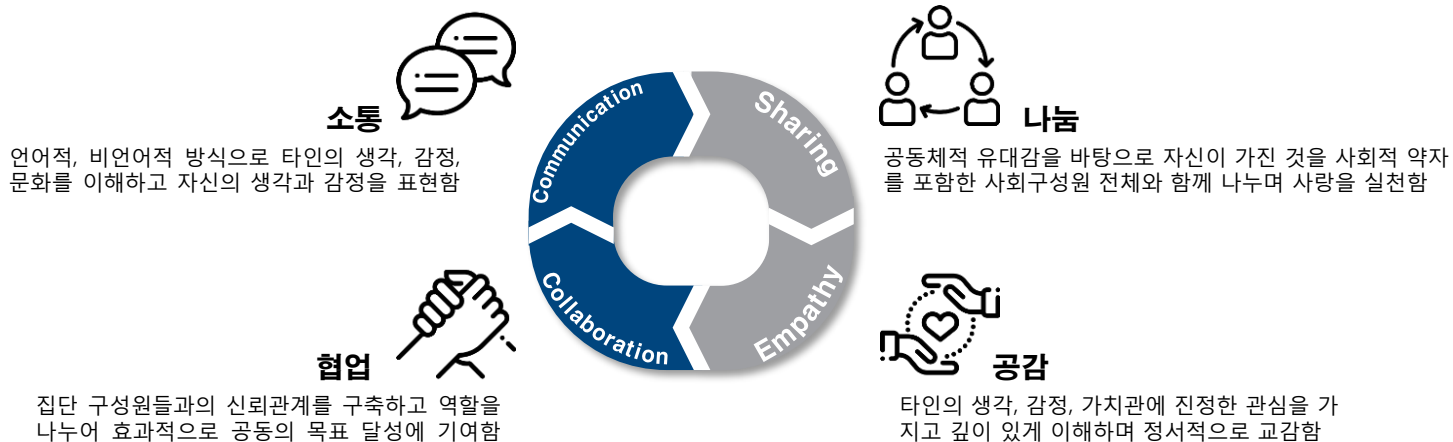 소통
언어적, 비언어적 방식으로 타인의 생각, 감정,
문화를 이해하고 자신의 생각과 감정을 표현함
Communication
Sharing
나눔
공동체적 유대감을 바탕으로 자신이 가진 것을 사회적 약자
를 포함한 사회구성원 전체와 함께 나누며 사랑을 실천함
협업
집단 구성원들과의 신뢰관계를 구축하고 역할을
나누어 효과적으로 공동의 목표 달성에 기여함
Collaboration
Empathy
공감
타인의 생각, 감정, 가치관에 진정한 관심을 가
지고 깊이 있게 이해하며 정서적으로 교감함